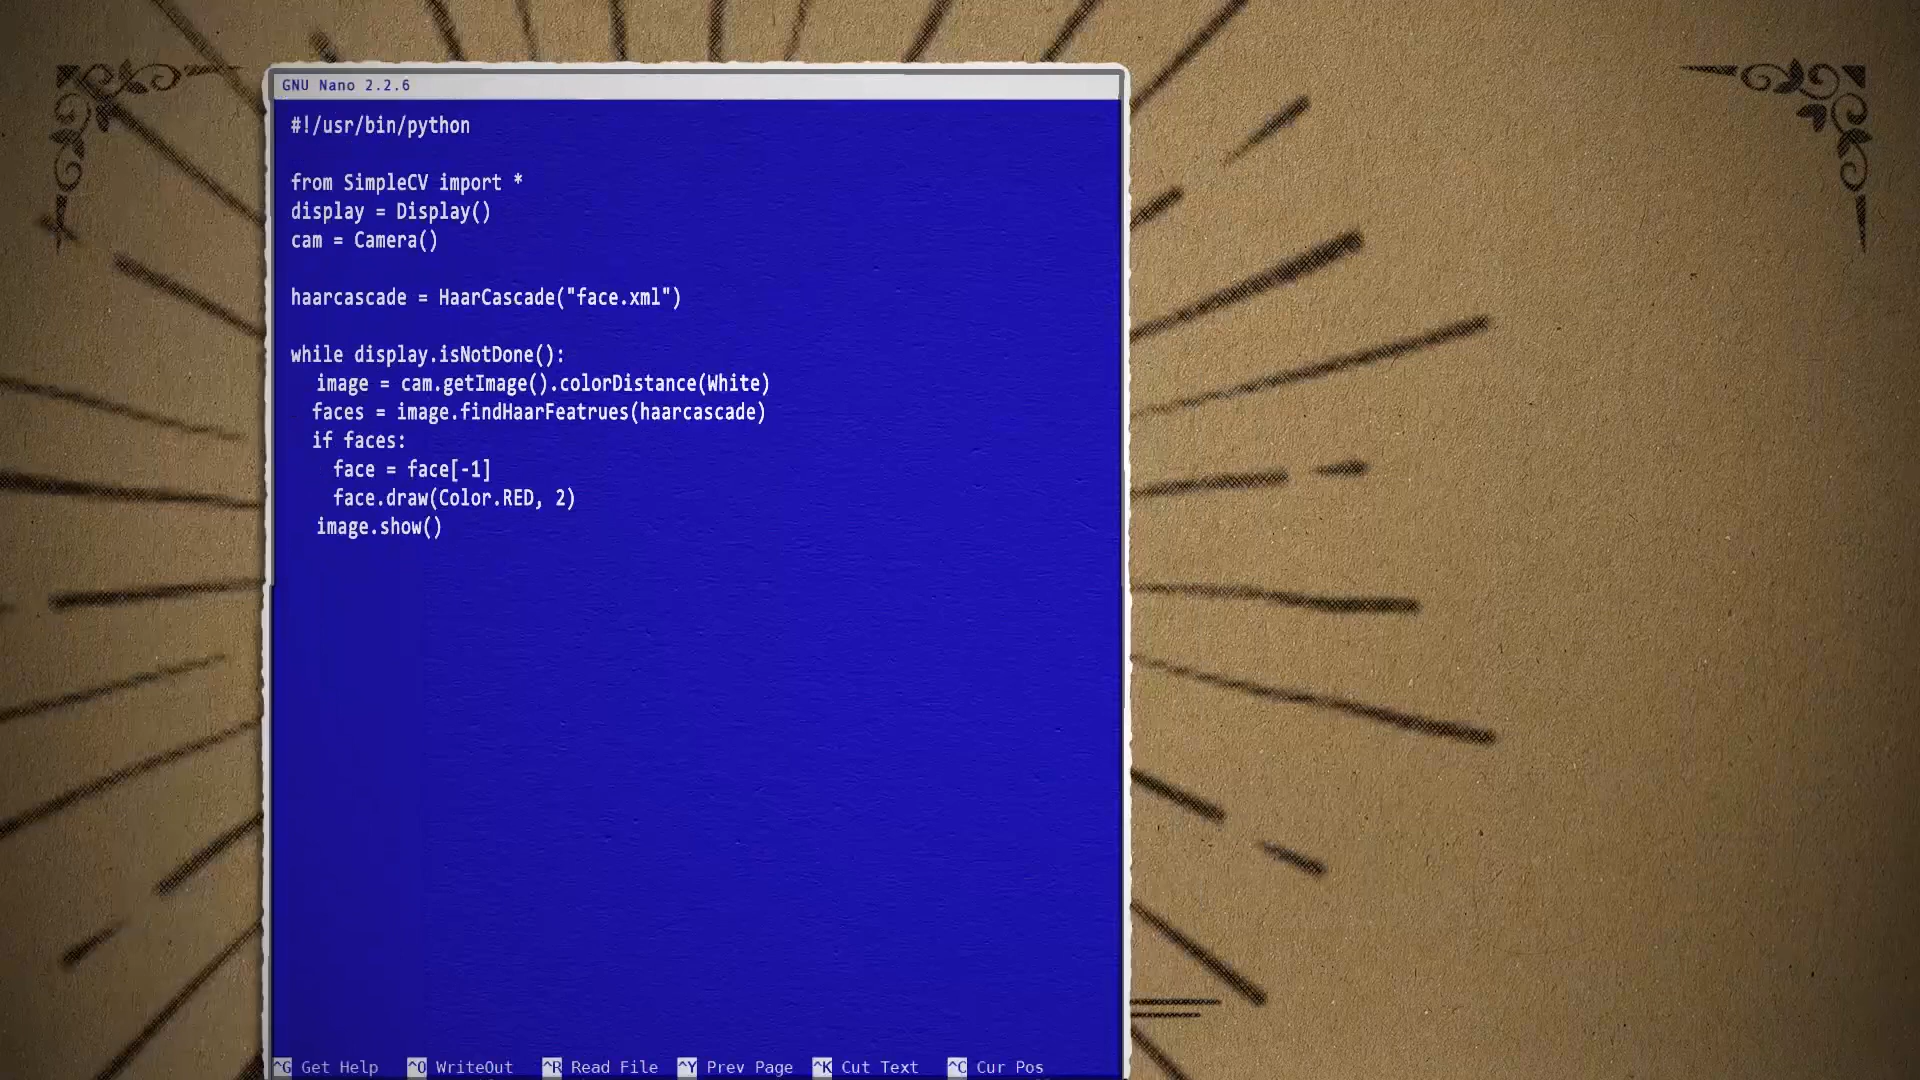 GNU Nano 2.2.6
#!/usr/bin/python
from SimpleCV import *
display = Display()
cam = Camera()
haarcascade = HaarCascade("face.xml")
while display.isNotDone():
image = cam.getImage().colorDistance(White)
faces = image.findHaarFeatrues(haarcascade)
if faces:
face = face[-1]
face.draw(Color.RED, 2)
image.show()
^G Get Help ^O WriteOut ^R Read File ^Y Prev Page ^K Cut Text ^C Cur Pos